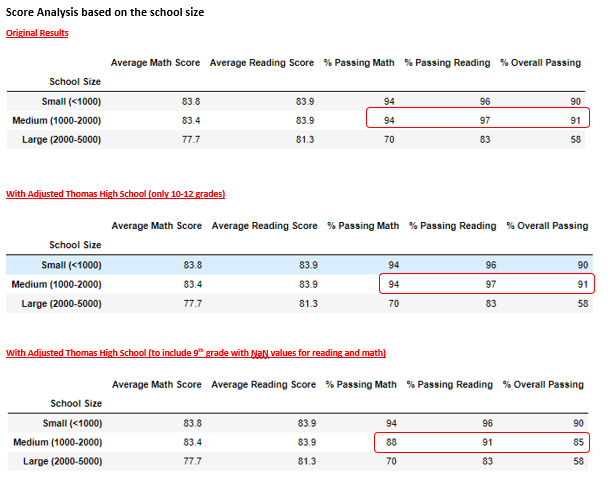 Score Analysis based on the school size
Original Results
Average Math Score Average Reading Score % Passing Math % Passing Reading % Overall Passing
School Size
Small (<1000) 83.8 83.9 94 96 90
Medium (1000-2000) 83.4 83.9 94 97 91
Large (2000-5000) 77.7 81.3 70 83 58
With Adjusted Thomas High School (only 10-12 grades)
Average Math Score Average Reading Score % Passing Math % Passing Reading % Overall Passing
School Size
Small (<1000) 83.8 83.9 94 96 90
Medium (1000-2000) 83.4 83.9 94 97 91
Large (2000-5000) 77.7 81.3 70 83 58
With Adjusted Thomas High School (to include 9th grade with NaN values for reading and math)
Average Math Score Average Reading Score % Passing Math % Passing Reading % Overall Passing
School Size
Small (<1000) 83.8 83.9 94 96 90
Medium (1000-2000) 83.4 83.9 88 91 85
Large (2000-5000) 77.7 81.3 70 83 58